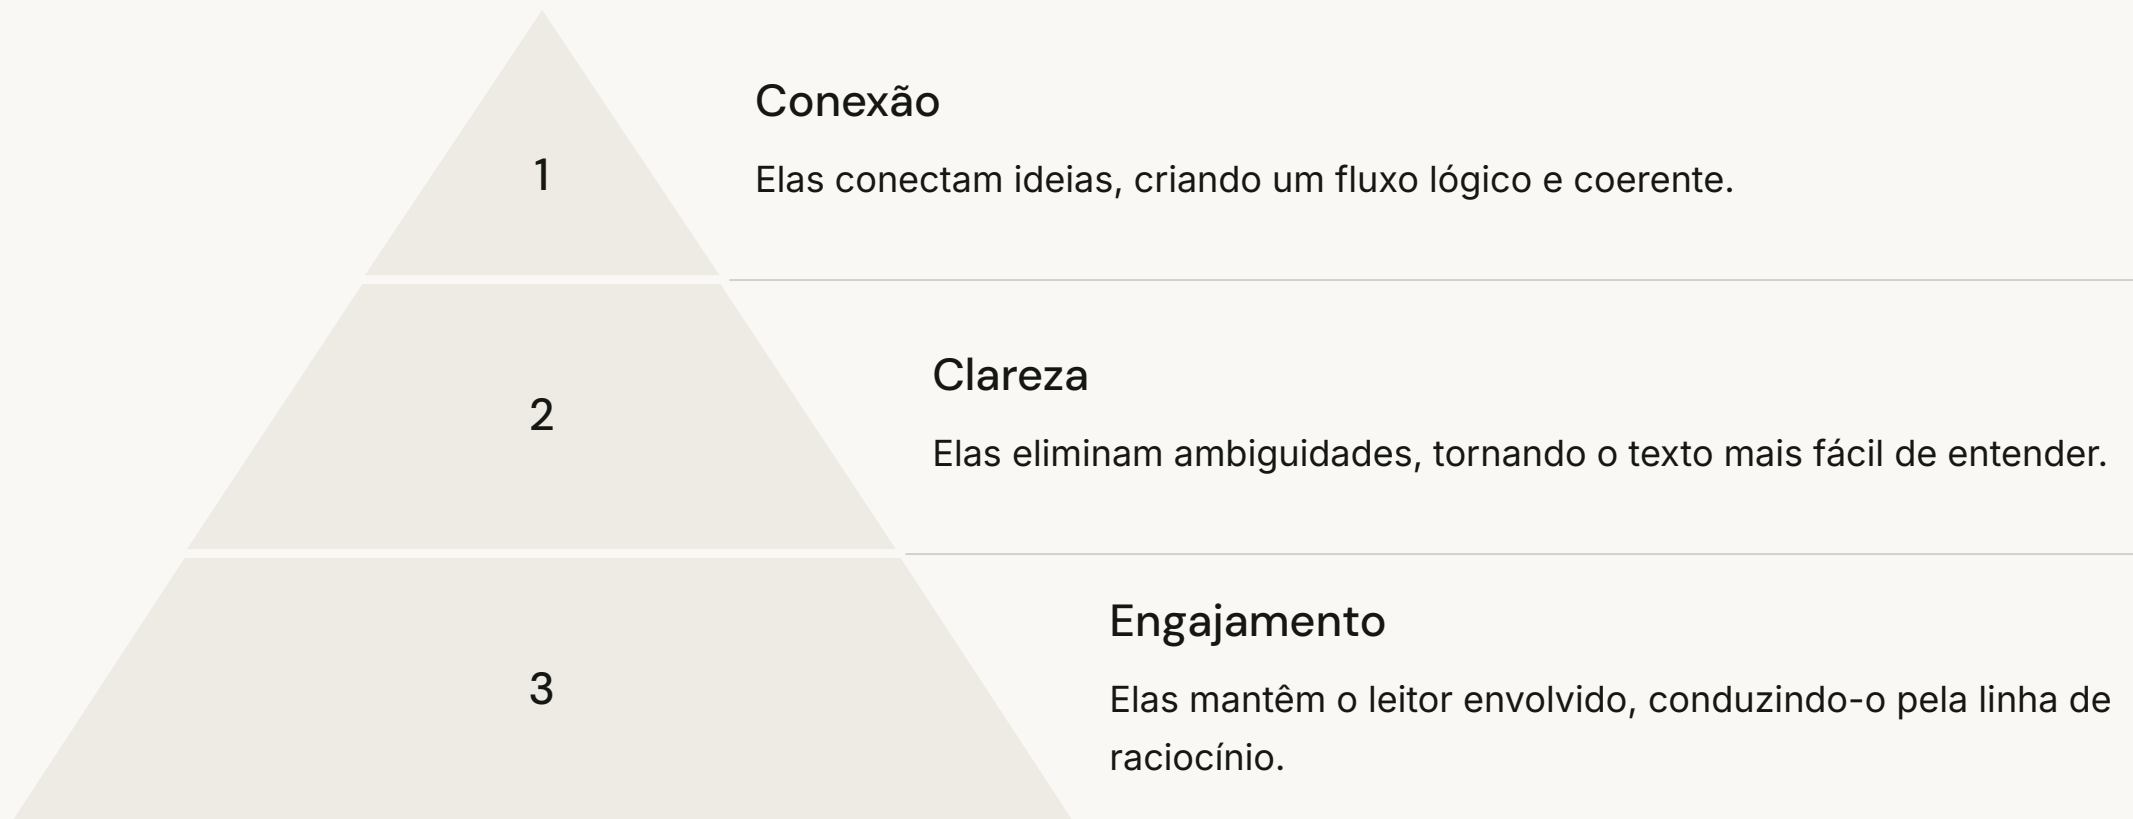 1
Conexão
Elas conectam ideias, criando um fluxo lógico e coerente.
2
Clareza
Elas eliminam ambiguidades, tornando o texto mais fácil de entender.
3
Engajamento
Elas mantêm o leitor envolvido, conduzindo-o pela linha de
raciocínio.